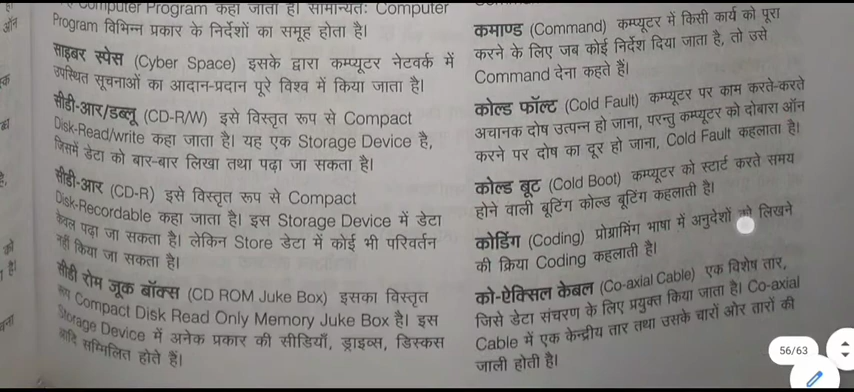 Computer Program कहा जाता है। सामान्यतः Computer
Program विभिन्न प्रकार के निर्देशों का समूह होता है।
साइबर स्पेस (Cyber Space) इसके द्वारा कम्प्यूटर नेटवर्क में
उपस्थित सूचनाओं का आदान-प्रदान पूरे विश्व में किया जाता है।
सीडी-आर/डब्लू (CD-R/W) इसे विस्तृत रूप से Compact
Disk-Read/write कहा जाता है। यह एक Storage Device है,
जिसमें डेटा को बार-बार लिखा तथा पढ़ा जा सकता है।
सीडी-आर (CD-R) इसे विस्तृत रूप से Compact
Disk-Recordable कहा जाता है। इस Storage Device में डेटा
केवल पढ़ा जा सकता है। लेकिन Store डेटा में कोई भी परिवर्तन
नहीं किया जा सकता है।
सीडी रोम जूक बॉक्स (CD ROM Juke Box) इसका विस्तृत
रूप Compact Disk Read Only Memory Juke Box है। इस
Storage Device में अनेक प्रकार की सीडियाँ, ड्राइव्स, डिस्कस
आदि सम्मिलित होते हैं।
कमाण्ड (Command) कम्प्यूटर में किसी कार्य को पूरा
करने के लिए जब कोई निर्देश दिया जाता है, तो उसे
Command देना कहते हैं।
कोल्ड फॉल्ट (Cold Fault) कम्प्यूटर पर काम करते-करते
अचानक दोष उत्पन्न हो जाना, परन्तु कम्प्यूटर को दोबारा ऑन
करने पर दोष का दूर हो जाना, Cold Fault कहलाता है।
कोल्ड बूट (Cold Boot) कम्प्यूटर को स्टार्ट करते समय
होने वाली बूटिंग कोल्ड बूटिंग कहलाती है।
कोडिंग (Coding) प्रोग्रामिंग भाषा में अनुदेशों को लिखने
की क्रिया Coding कहलाती है।
को-ऐक्सिल केबल (Co-axial Cable) एक विशेष तार,
जिसे डेटा संचरण के लिए प्रयुक्त किया जाता है। Co-axial
Cable में एक केन्द्रीय तार तथा उसके चारों ओर तारों की
जाली होती है।
56/63